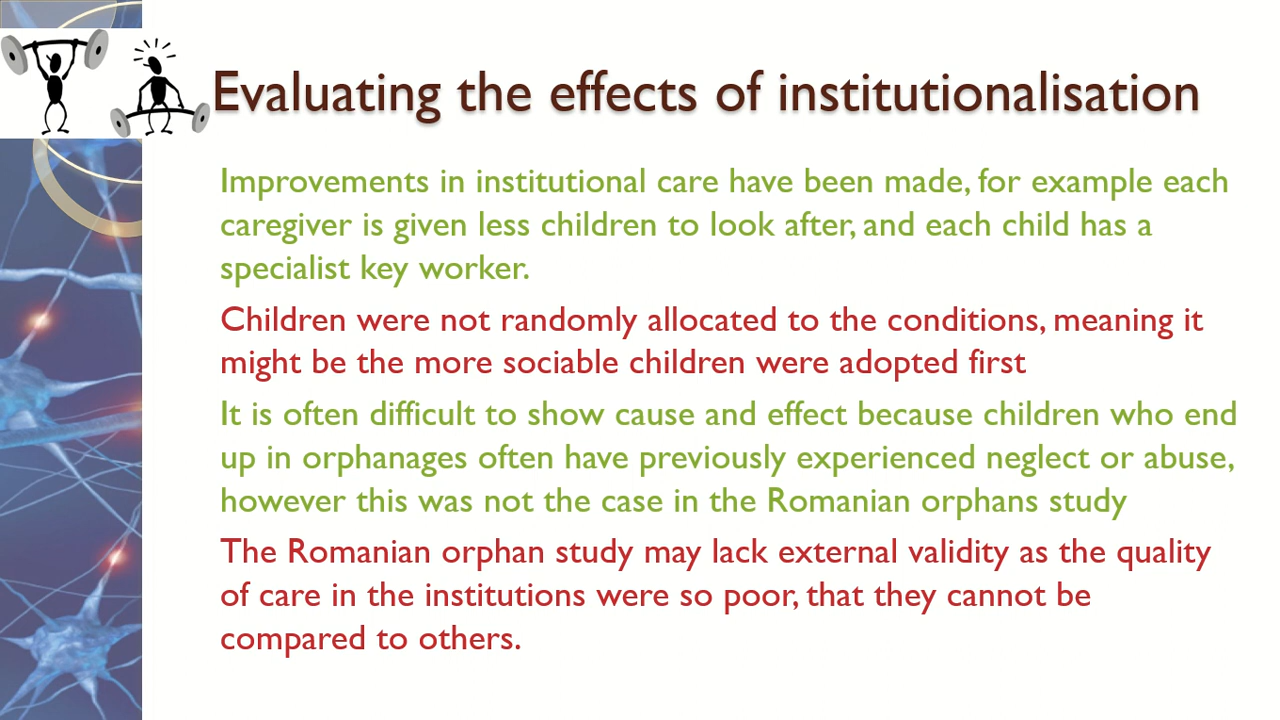 Evaluating the effects of institutionalisation
Improvements in institutional care have been made, for example each
caregiver is given less children to look after, and each child has a
specialist key worker.
Children were not randomly allocated to the conditions, meaning it
might be the more sociable children were adopted first
It is often difficult to show cause and effect because children who end
up in orphanages often have previously experienced neglect or abuse,
however this was not the case in the Romanian orphans study
The Romanian orphan study may lack external validity as the quality
of care in the institutions were so poor, that they cannot be
compared to others.